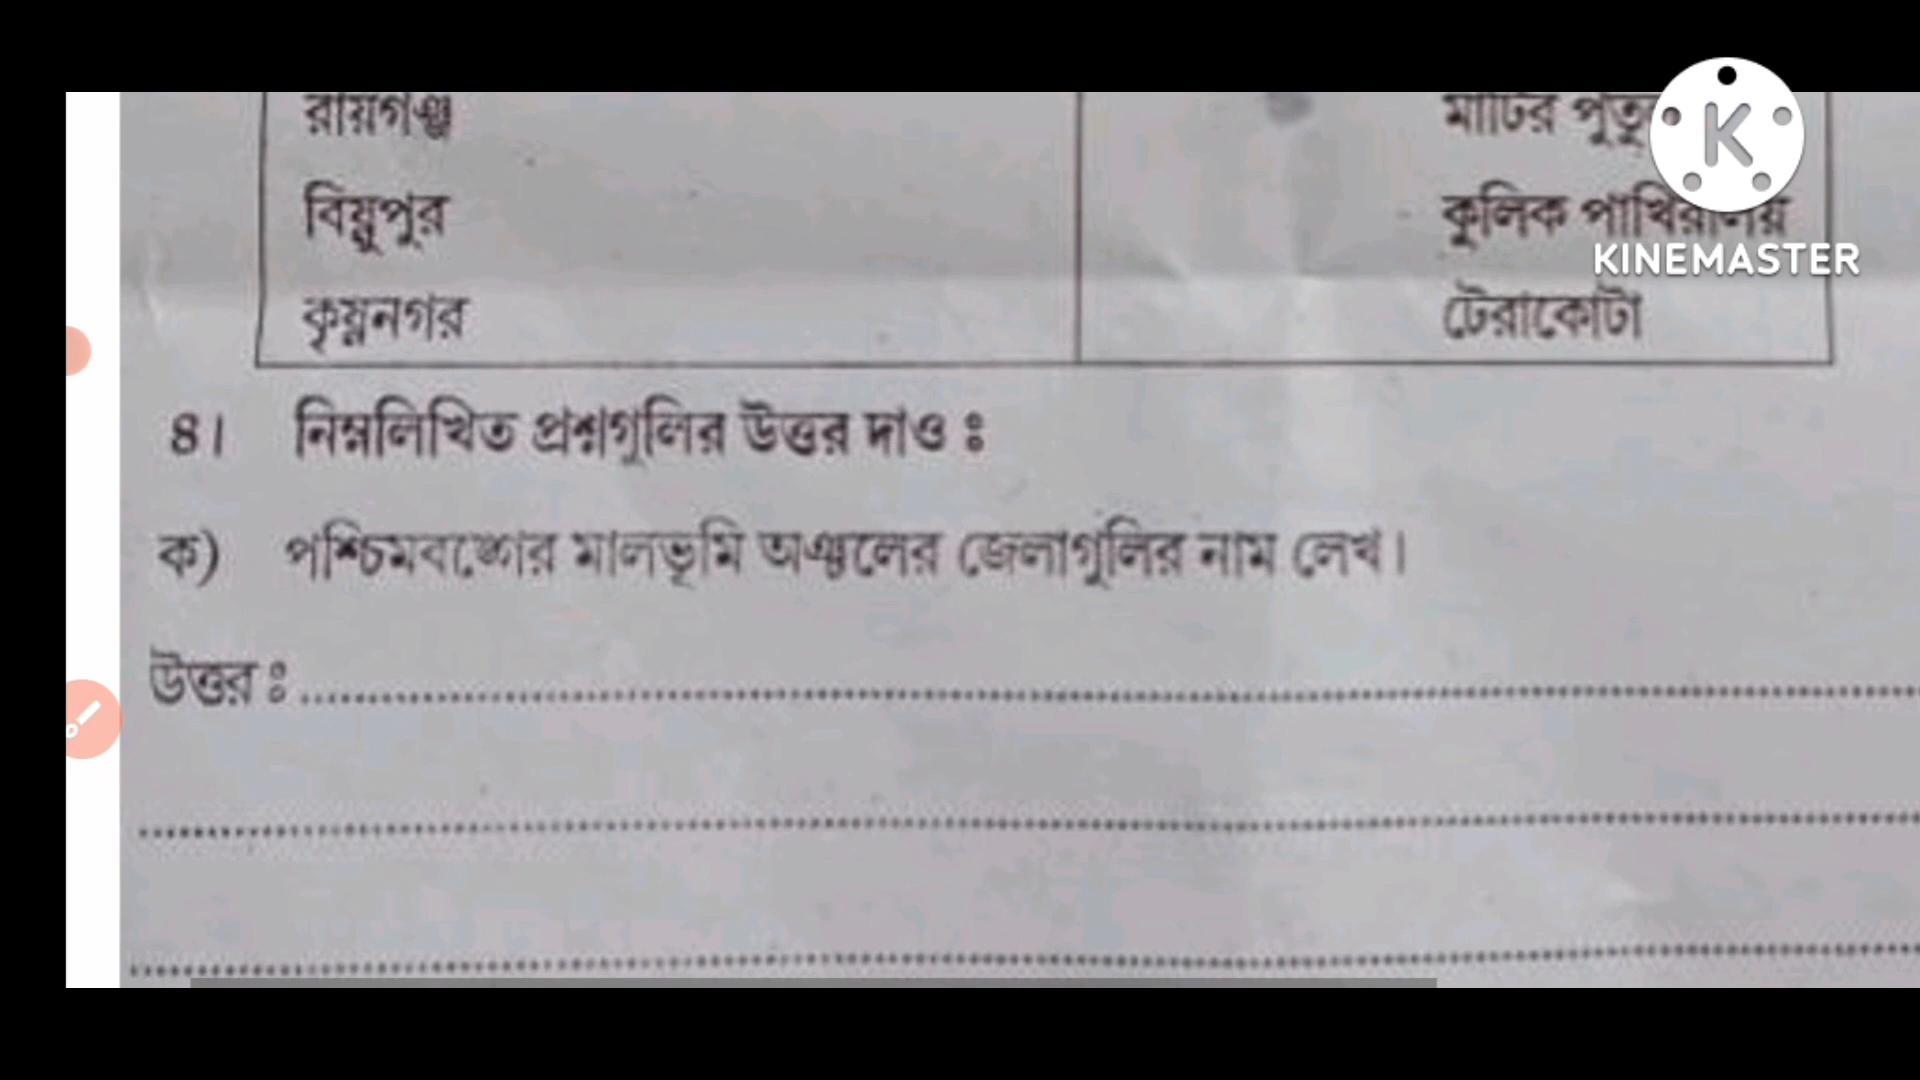 রায়গঞ্জ
মাটির
বিষ্ণুপুর
কুলিক পাখিরালয়
KINEMASTER
কৃষ্ণনগর
টেরাকোটা
৪। নিম্নলিখিত প্রশ্নগুলির উত্তর দাও ঃ
ক) পশ্চিমবঙ্গের মালভূমি অঞ্চলের জেলাগুলির নাম লেখ।
উত্তর ঃ